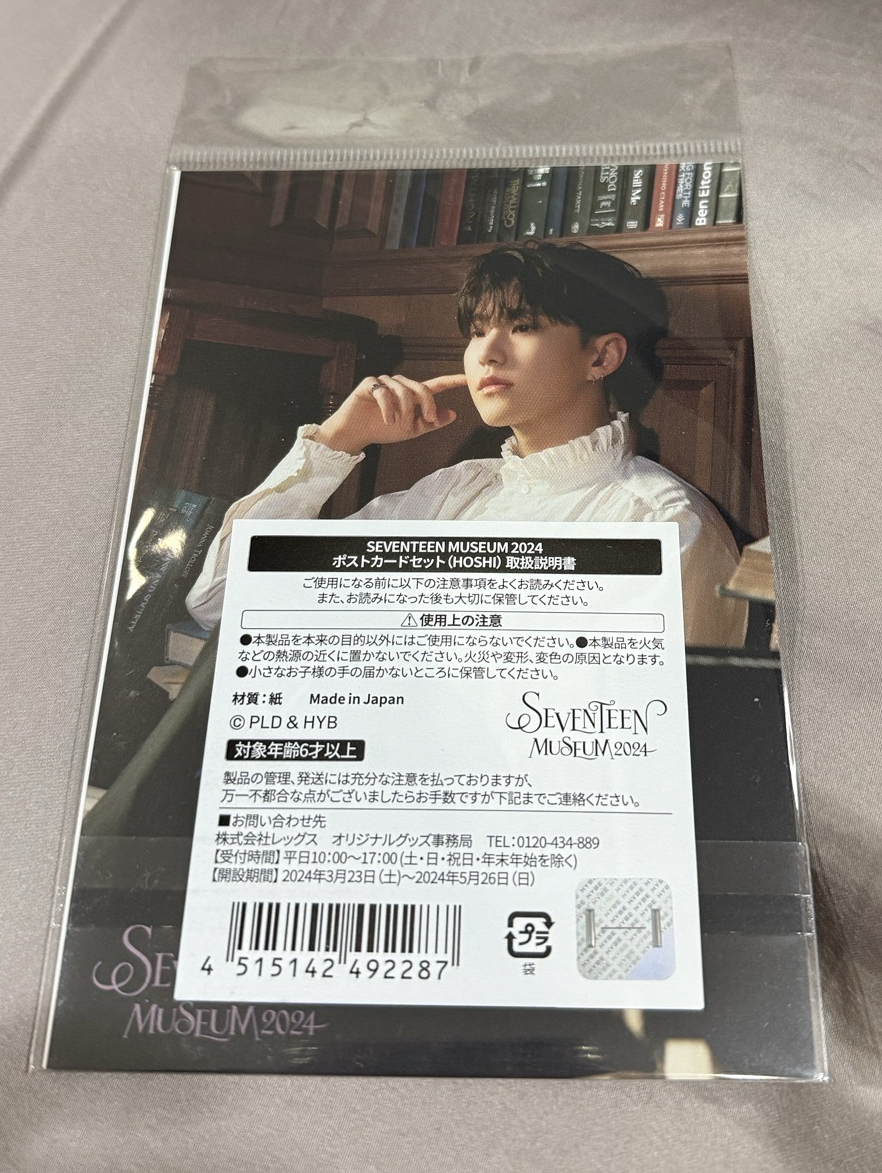 Still Me
Ben Elton
SEVENTEEN MUSEUM 2024
ポストカードセット（HOSHI）取扱説明書
ご使用になる前に以下の注意事項をよくお読みください。
また、お読みになった後も大切に保管してください。
⚠使用上の注意
●本製品を本来の目的以外にはご使用にならないでください。●本製品を火気
などの熱源の近くに置かないでください。火災や変形、変色の原因となります。
●小さなお子様の手の届かないところに保管してください。
材質：紙 Made in Japan
© PLD & HYB
SEVENTEEN
MUSEUM 2024
対象年齢6才以上
製品の管理、発送には充分な注意を払っておりますが、
万一不都合な点がございましたらお手数ですが下記までご連絡ください。
■お問い合わせ先
株式会社レッグス オリジナルグッズ事務局 TEL：0120-434-889
【受付時間】平日10：00～17：00（土・日・祝日・年末年始を除く）
【開設期間】2024年3月23日（土）～2024年5月26日（日）
4 515142 492287
プラ
袋
SE
MUSEUM 2024